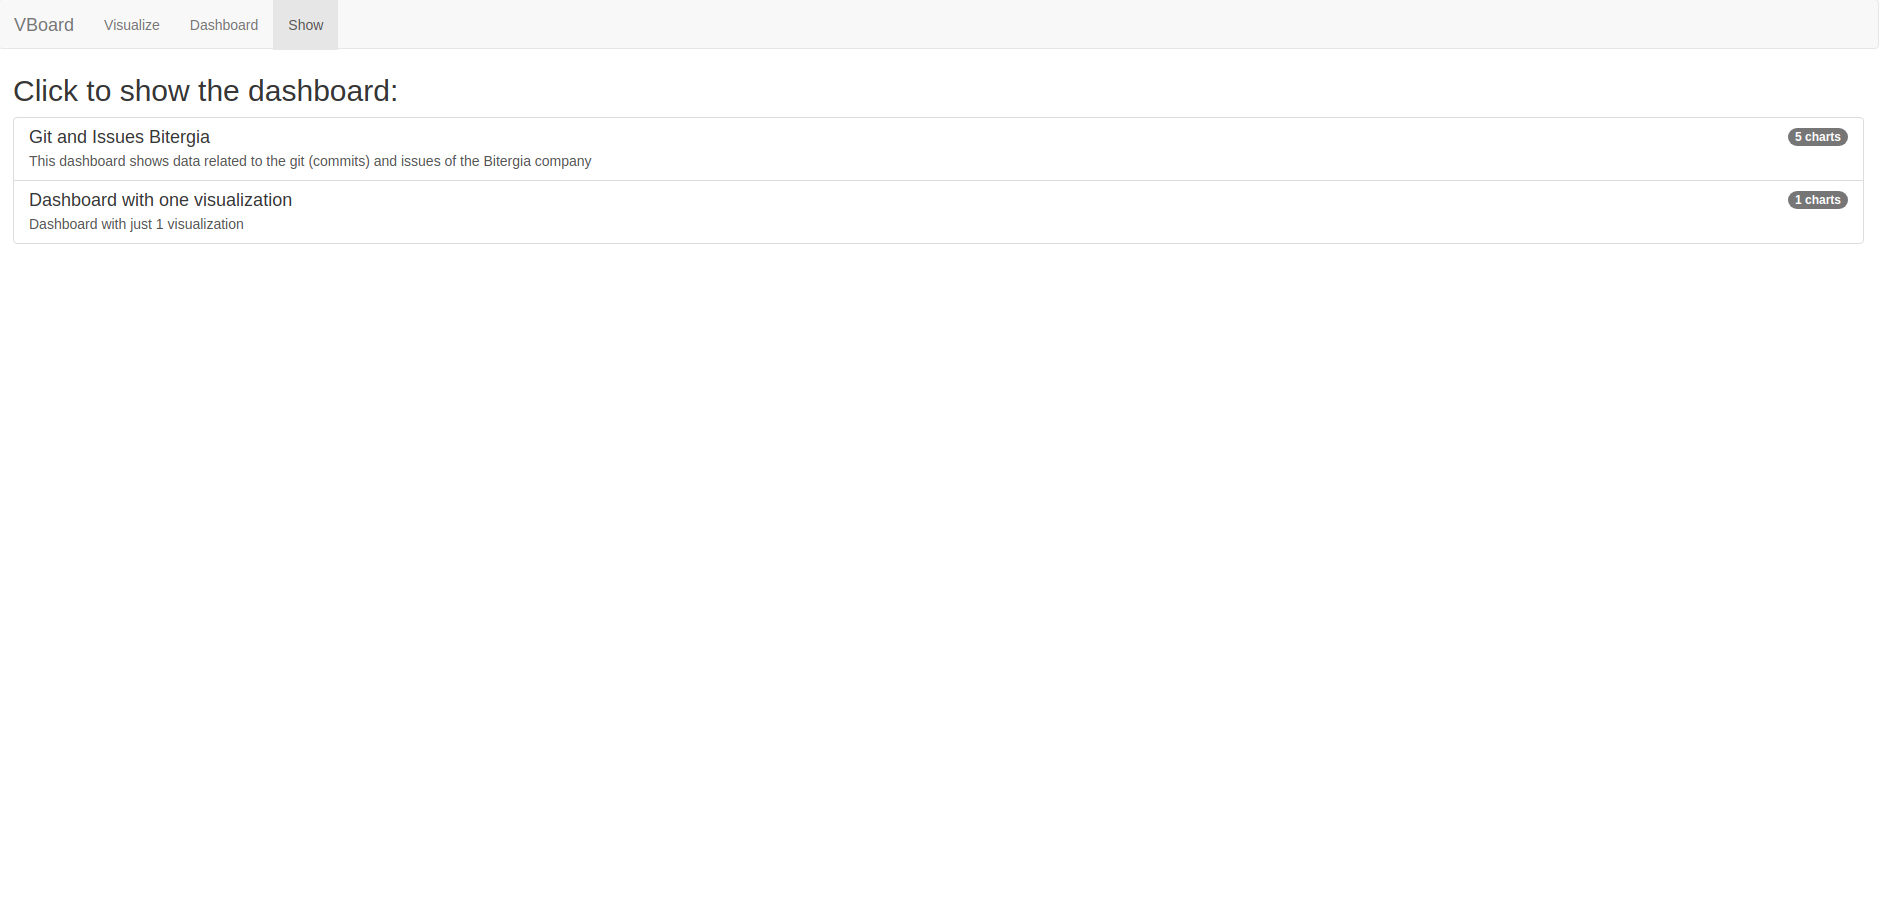 VBoard Visualize Dashboard Show
Click to show the dashboard:
Git and Issues Bitergia 5 charts
This dashboard shows data related to the git (commits) and issues of the Bitergia company
Dashboard with one visualization 1 charts
Dashboard with just 1 visualization